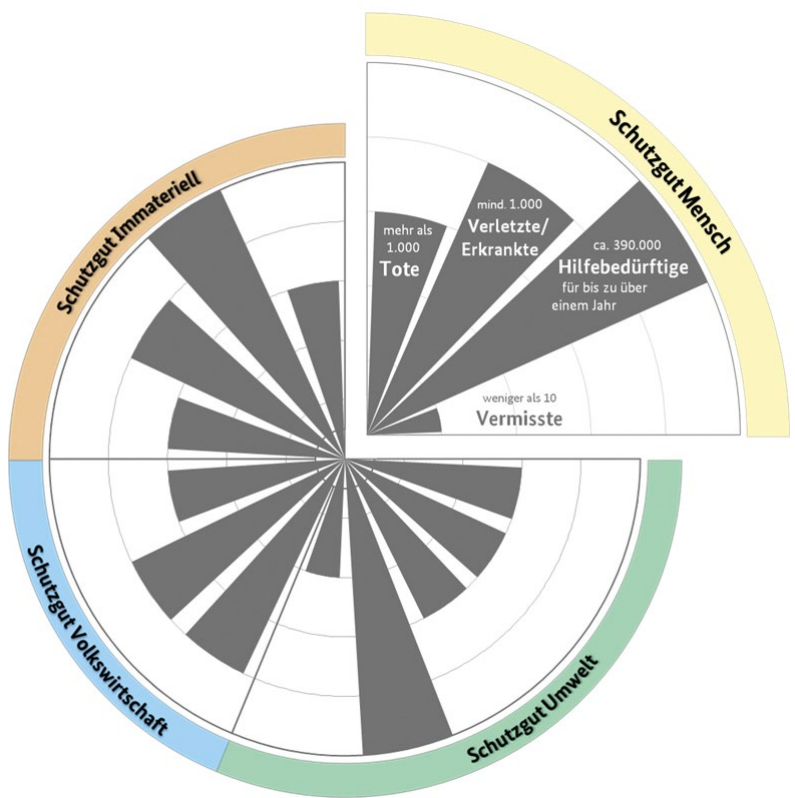 Schutzgut Mensch
mehr als
1.000
Tote
mind. 1.000
Verletzte/
Erkrankte
ca. 390.000
Hilfebedürftige
für bis zu über
einem Jahr
weniger als 10
Vermisste
Schutzgut Immateriell
Schutzgut Volkswirtschaft
Schutzgut Umwelt